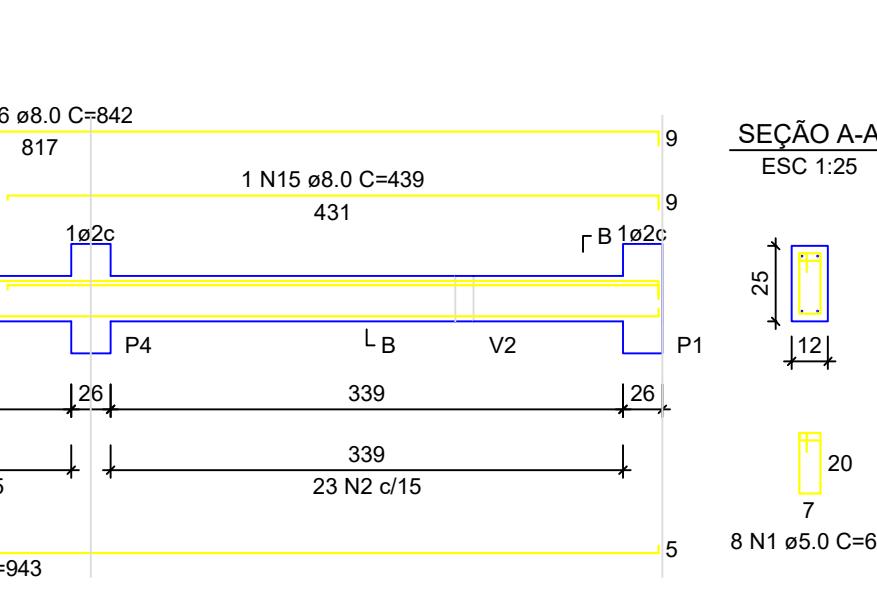 6 ø8.0 C=842
817
9
SEÇÃO A-A
ESC 1:25
1 N15 ø8.0 C=439
431
9
1ø2c
B
1ø2c
25
12
P4
B
V2
P1
26
339
26
339
23 N2 c/15
5
20
7
8 N1 ø5.0 C=6
5
=943